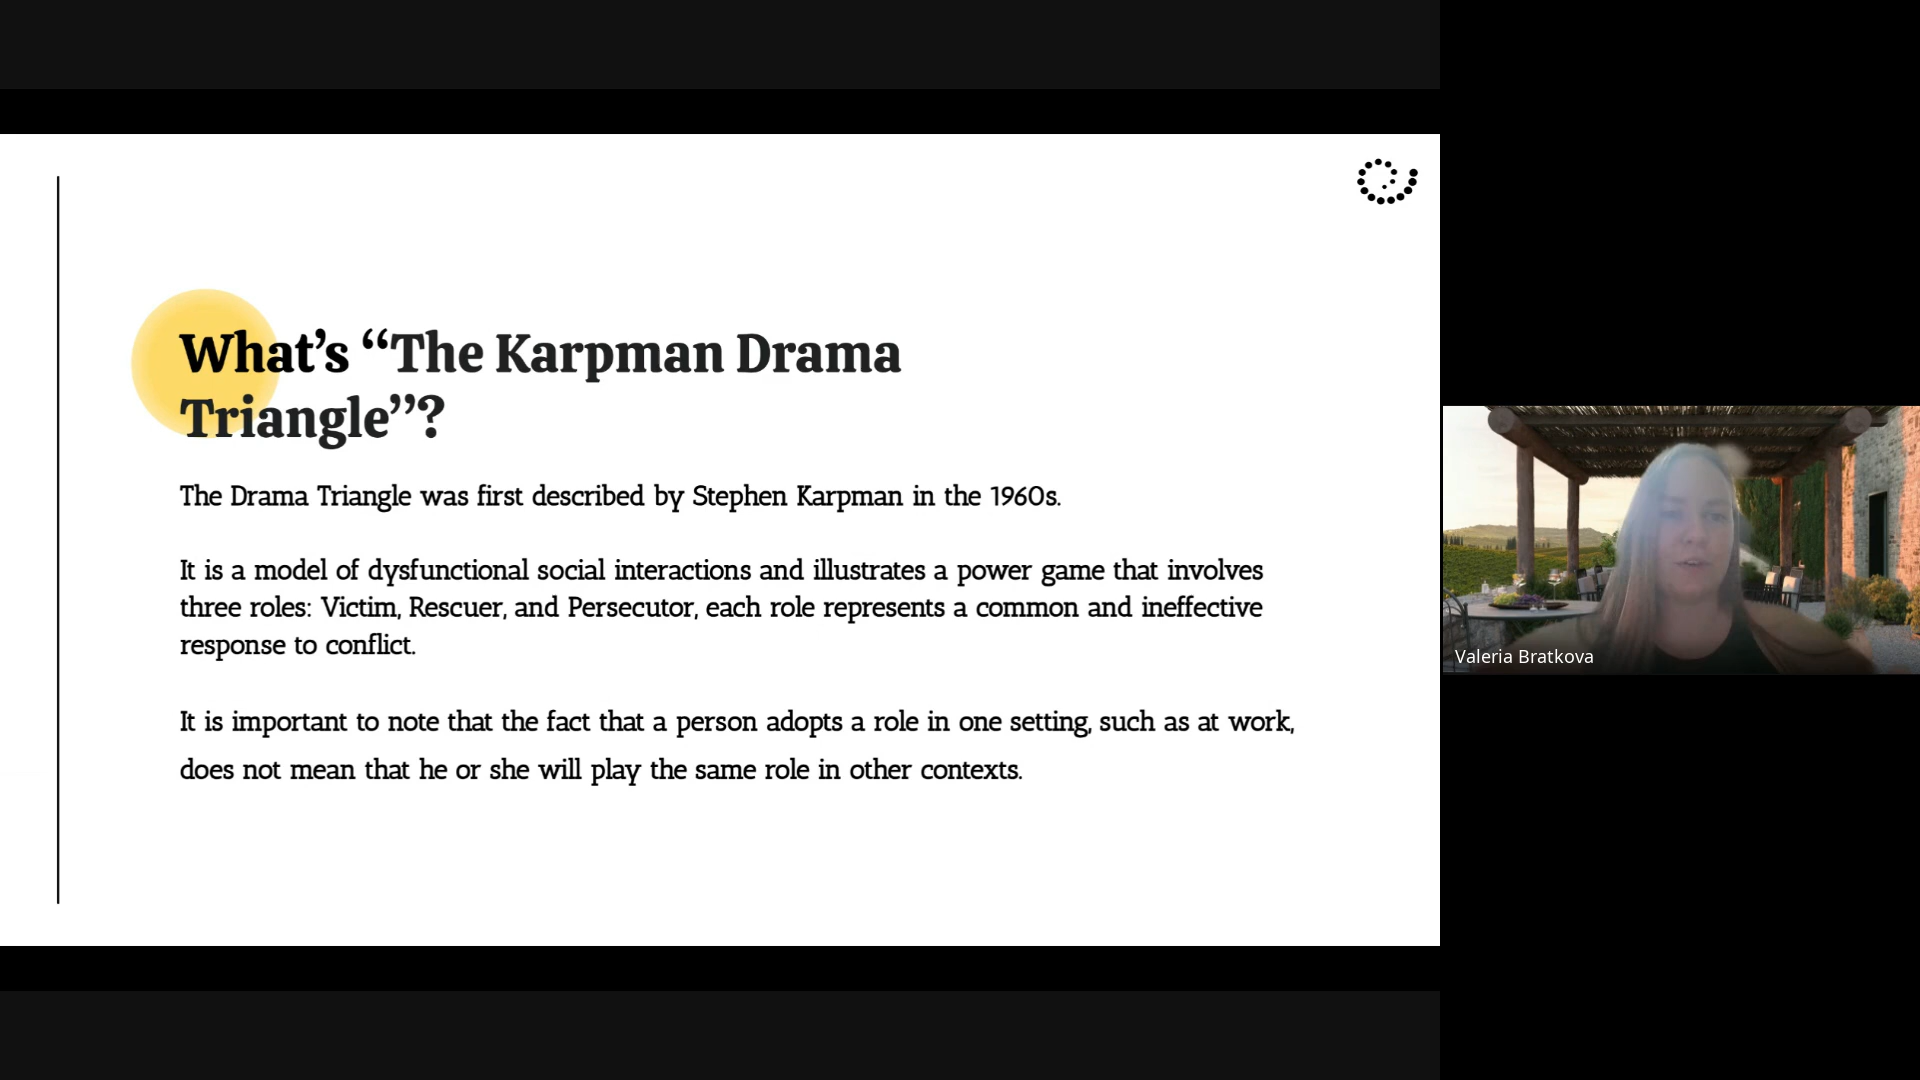 What’s “The Karpman Drama
Triangle”?
The Drama Triangle was first described by Stephen Karpman in the 1960s.
It is a model of dysfunctional social interactions and illustrates a power game that involves
three roles: Victim, Rescuer, and Persecutor, each role represents a common and ineffective
response to conflict.
It is important to note that the fact that a person adopts a role in one setting, such as at work,
does not mean that he or she will play the same role in other contexts.
Valeria Bratkova